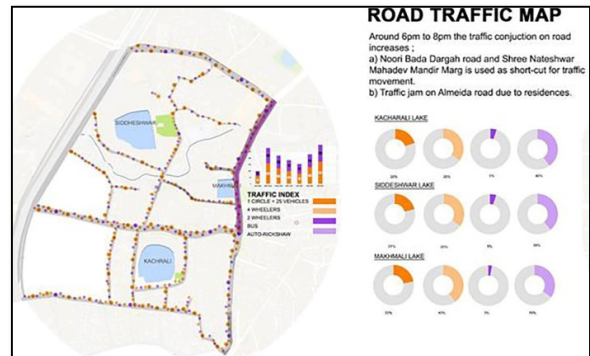 ROAD TRAFFIC MAP
Around 6pm to 8pm the traffic conjuction on road
increases ;
a) Noori Bada Dargah road and Shree Nateshwar
Mahadev Mandir Marg is used as short-cut for traffic
movement.
b) Traffic jam on Almeida road due to residences.
SIDDHESHWAR
MAKHMALI
KACHRALI
TRAFFIC INDEX
1 CIRCLE = 25 VEHICLES
4 WHEELERS
2 WHEELERS
BUS
AUTO-RICKSHAW
KACHARALI LAKE
SIDDESHWAR LAKE
MAKHMALI LAKE